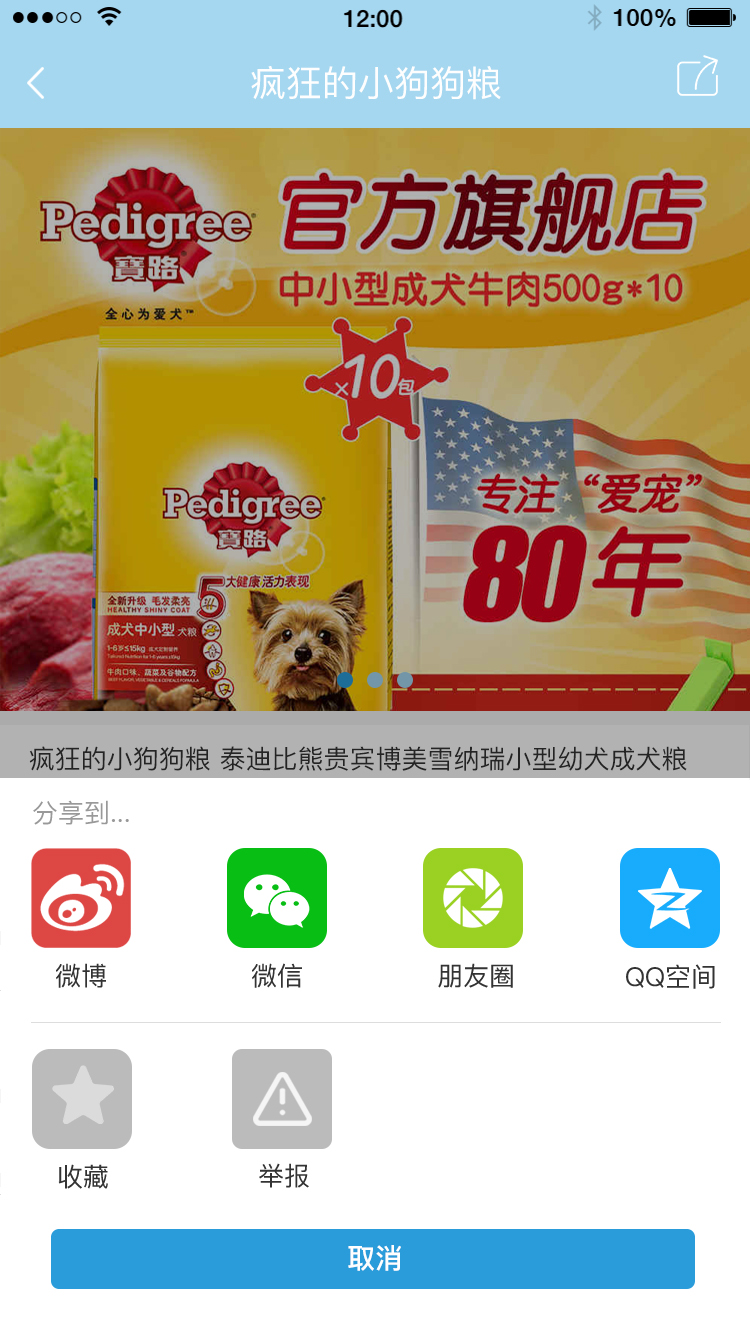 12:00
100%
疯狂的小狗狗粮
Pedigree
寶路
全心为爱犬™
官方旗舰店
中小型成犬牛肉500g*10
×10包
专注“爱宠”
80年
Pedigree
寶路
5大健康活力表现
全新升级 毛发柔亮
HEALTHY SHINY COAT
成犬中小型 犬粮
1-6岁≤15kg 成犬定制营养
牛肉口味、蔬菜及谷物配方
疯狂的小狗狗粮 泰迪比熊贵宾博美雪纳瑞小型幼犬成犬粮
分享到...
微博
微信
朋友圈
QQ空间
收藏
举报
取消